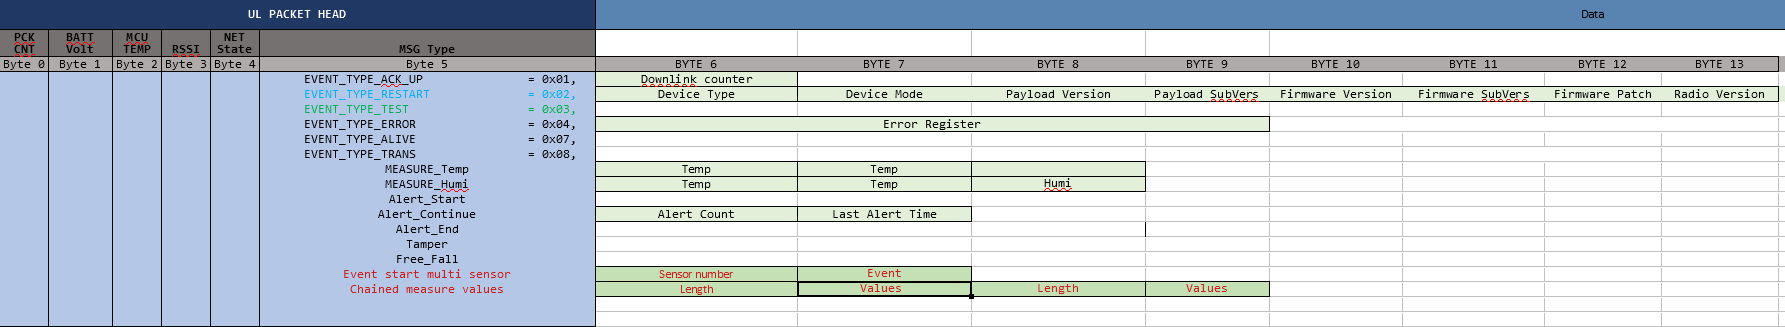 UL PACKET HEAD Data
PCK CNT BATT Volt MCU TEMP RSSI NET State MSG Type
Byte 0 Byte 1 Byte 2 Byte 3 Byte 4 Byte 5 BYTE 6 BYTE 7 BYTE 8 BYTE 9 BYTE 10 BYTE 11 BYTE 12 BYTE 13
EVENT_TYPE_ACK_UP = 0x01, Downlink counter
EVENT_TYPE_RESTART = 0x02, Device Type Device Mode Payload Version Payload SubVers Firmware Version Firmware SubVers Firmware Patch Radio Version
EVENT_TYPE_TEST = 0x03,
EVENT_TYPE_ERROR = 0x04, Error Register
EVENT_TYPE_ALIVE = 0x07,
EVENT_TYPE_TRANS = 0x08,
MEASURE_Temp Temp Temp
MEASURE_Humi Temp Temp Humi
Alert_Start
Alert_Continue Alert Count Last Alert Time
Alert_End
Tamper
Free_Fall
Event start multi sensor Sensor number Event
Chained measure values Length Values Length Values